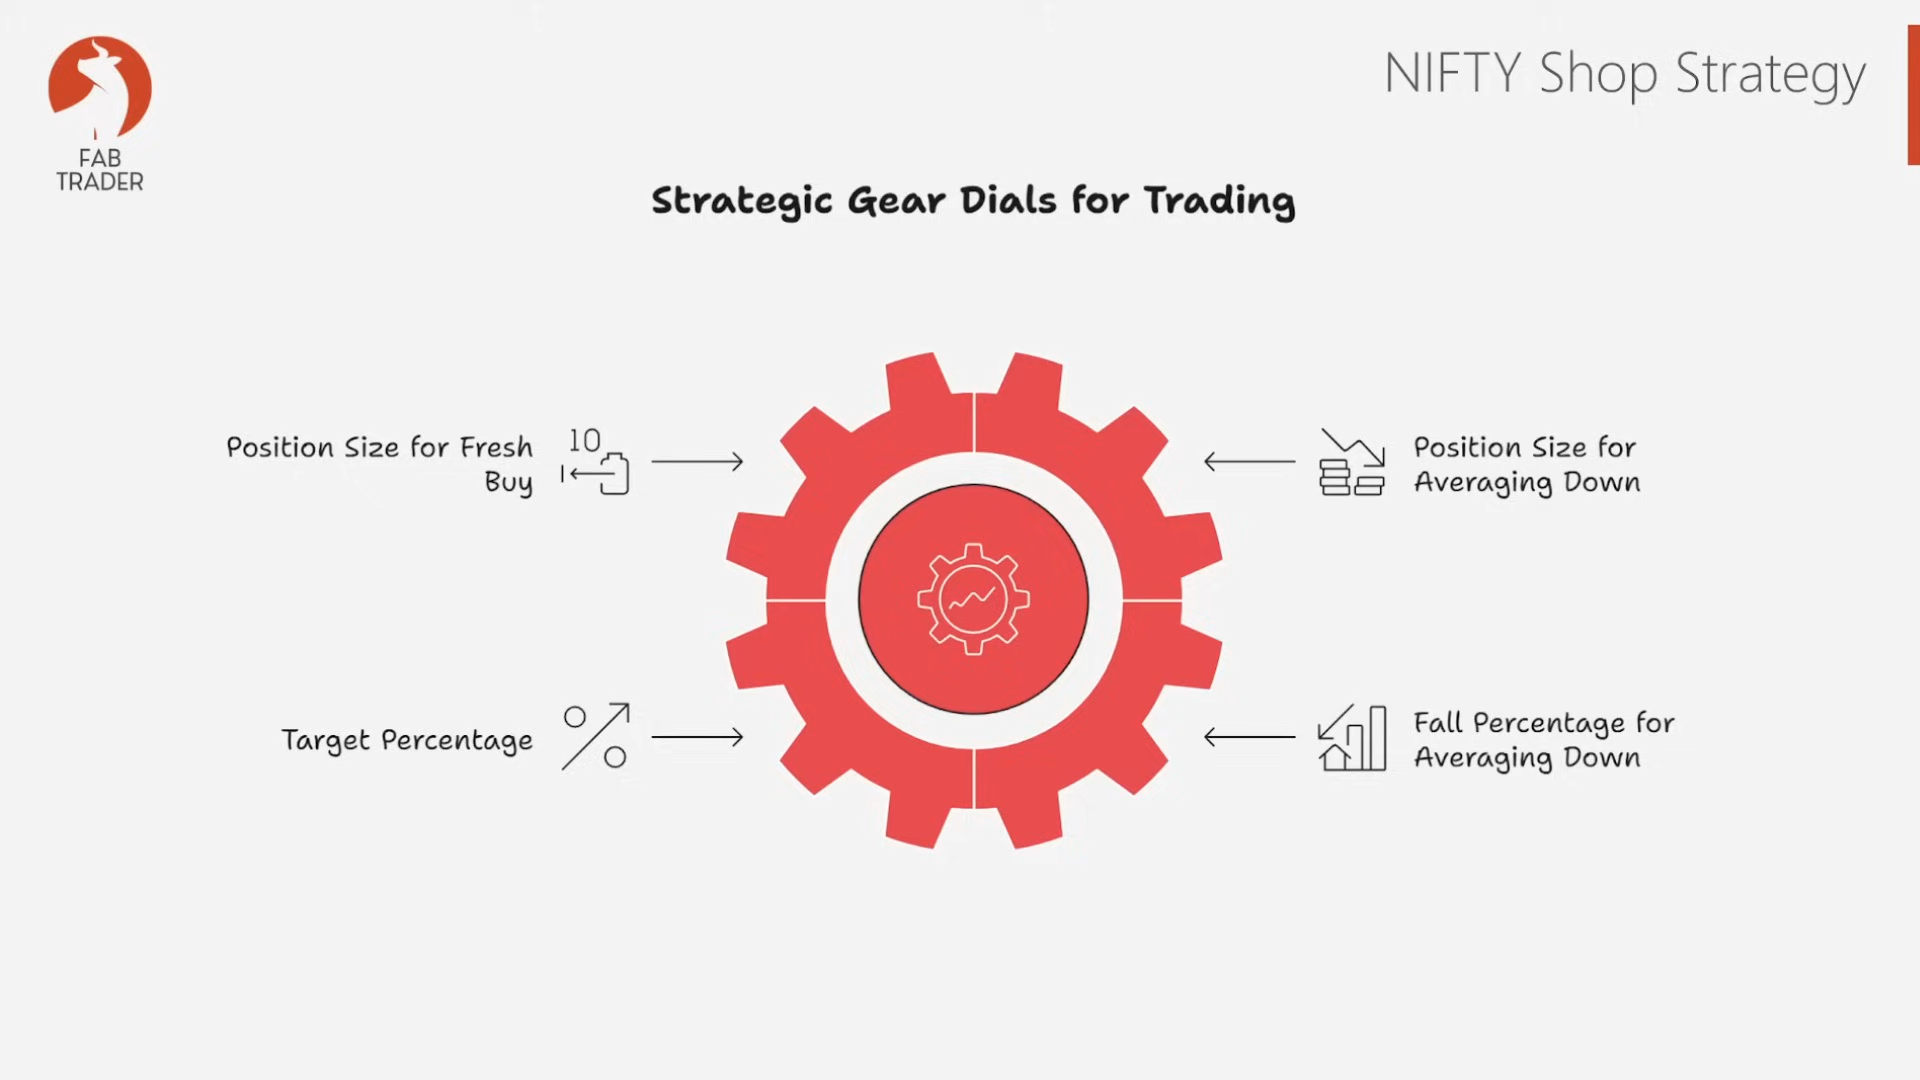 FAB
TRADER
NIFTY Shop Strategy
Strategic Gear Dials for Trading
Position Size for Fresh
Buy
10
Position Size for
Averaging Down
Target Percentage
Fall Percentage for
Averaging Down